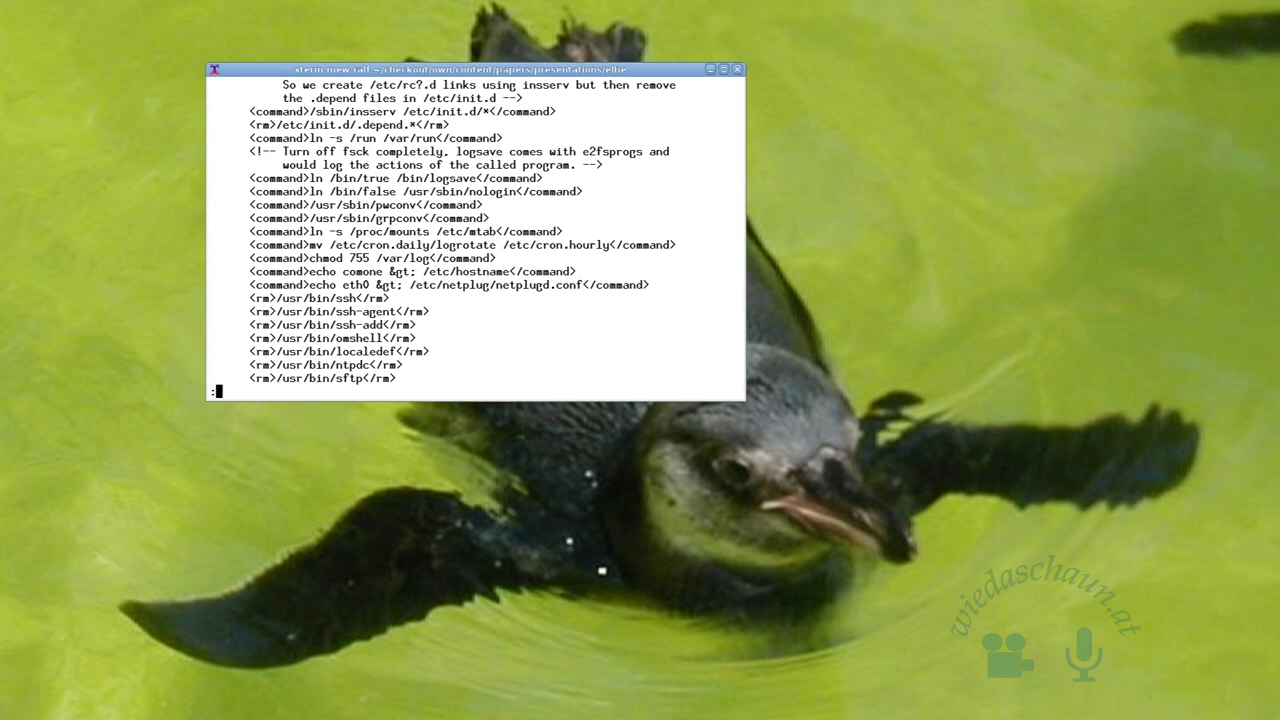 xterm mew ralf ~/checkout/own/content/papers/presentations/elbe
So we create /etc/rc?.d links using insserv but then remove
the .depend files in /etc/init.d -->
<command>/sbin/insserv /etc/init.d/*</command>
<rm>/etc/init.d/.depend.*</rm>
<command>ln -s /run /var/run</command>
<!-- Turn off fsck completely, logsave comes with e2fsprogs and
would log the actions of the called program. -->
<command>ln /bin/true /bin/logsave</command>
<command>ln /bin/false /usr/sbin/nologin</command>
<command>/usr/sbin/pwconv</command>
<command>/usr/sbin/grpconv</command>
<command>ln -s /proc/mounts /etc/mtab</command>
<command>mv /etc/cron.daily/logrotate /etc/cron.hourly</command>
<command>chmod 755 /var/log</command>
<command>echo comone &gt; /etc/hostname</command>
<command>echo eth0 &gt; /etc/netplug/netplugd.conf</command>
<rm>/usr/bin/ssh</rm>
<rm>/usr/bin/ssh-agent</rm>
<rm>/usr/bin/ssh-add</rm>
<rm>/usr/bin/omshell</rm>
<rm>/usr/bin/localedef</rm>
<rm>/usr/bin/ntpdc</rm>
<rm>/usr/bin/sftp</rm>
:
wiedaschaun.at